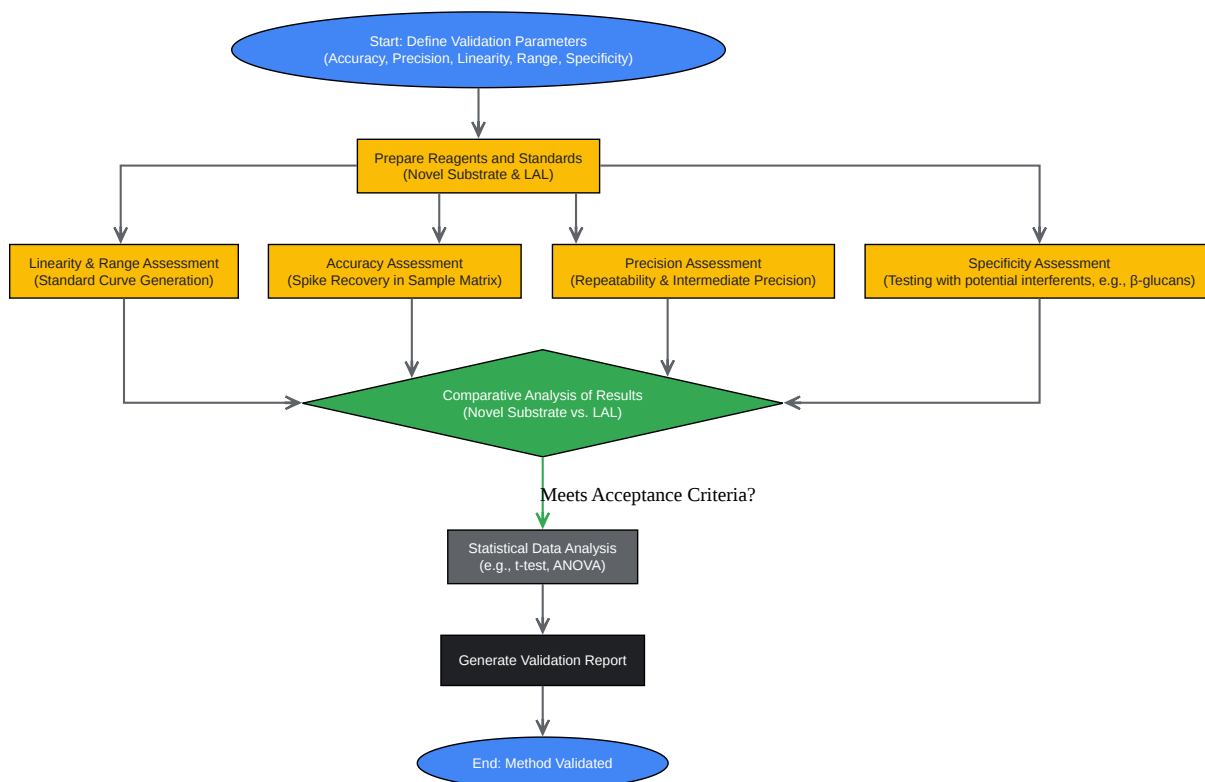 Start: Define Validation Parameters
(Accuracy, Precision, Linearity, Range, Specificity)
Prepare Reagents and Standards
(Novel Substrate & LAL)
Linearity & Range Assessment
(Standard Curve Generation)
Accuracy Assessment
(Spike Recovery in Sample Matrix)
Precision Assessment
(Repeatability & Intermediate Precision)
Specificity Assessment
(Testing with potential interferents, e.g., β-glucans)
Comparative Analysis of Results
(Novel Substrate vs. LAL)
Meets Acceptance Criteria?
Statistical Data Analysis
(e.g., t-test, ANOVA)
Generate Validation Report
End: Method Validated